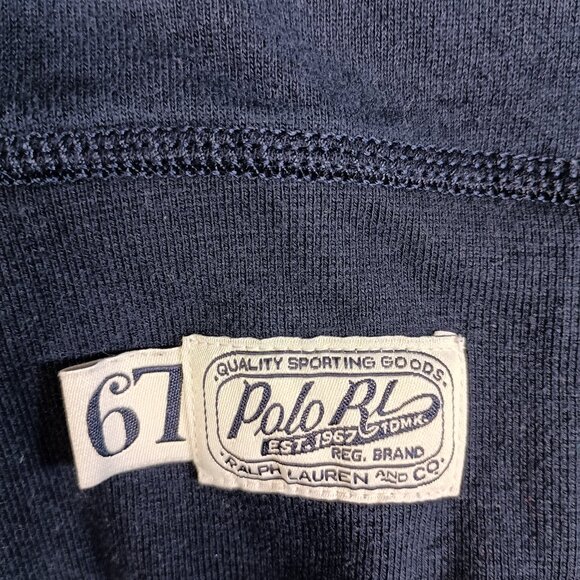 67
·QUALITY SPORTING GOODS·
Polo RL
EST. 1967 TDMK.
REG. BRAND
·RALPH LAUREN AND CO.·